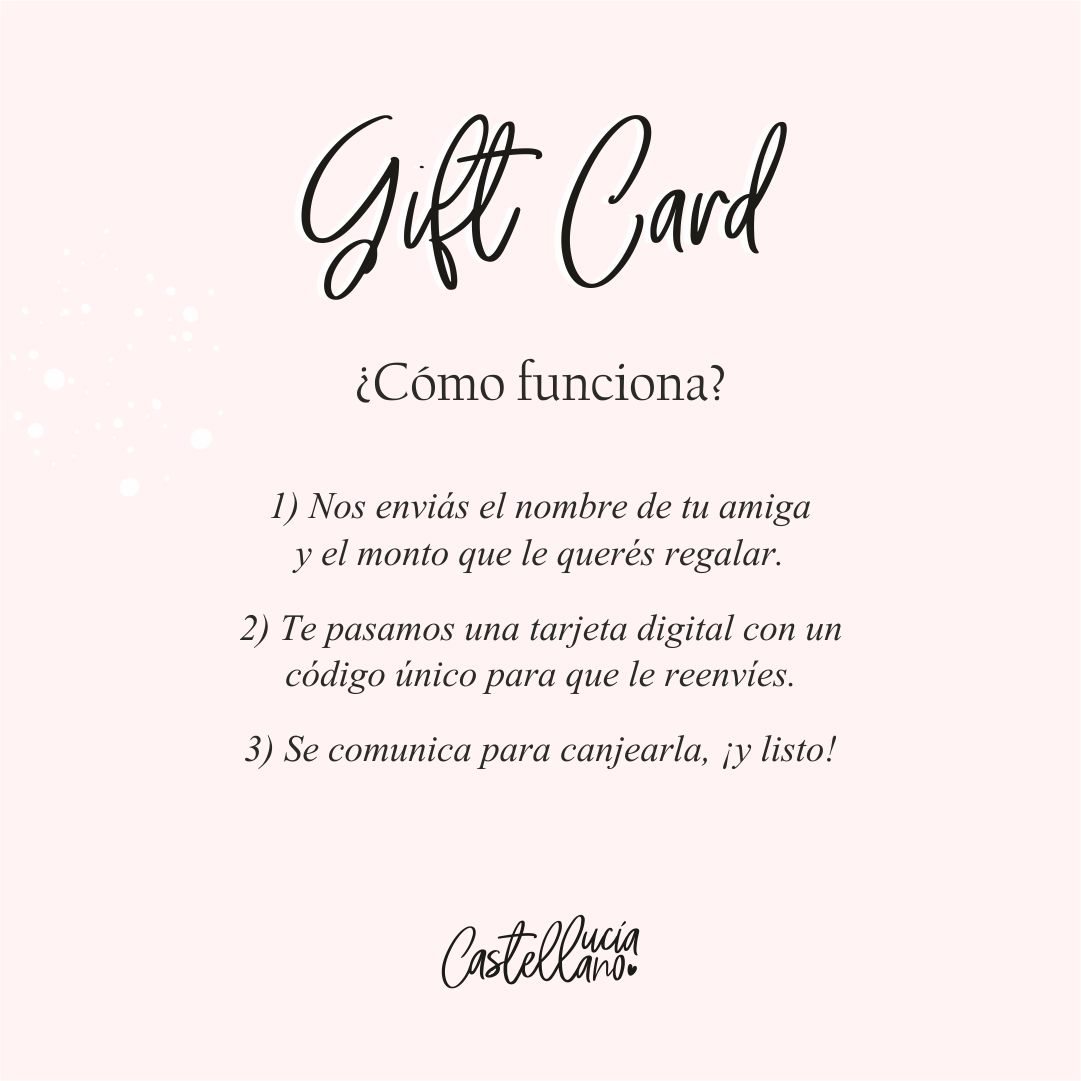 Gift Card
¿Cómo funciona?
1) Nos enviás el nombre de tu amiga
y el monto que le querés regalar.
2) Te pasamos una tarjeta digital con un
código único para que le reenvíes.
3) Se comunica para canjearla, ¡y listo!
Lucía
Castellano